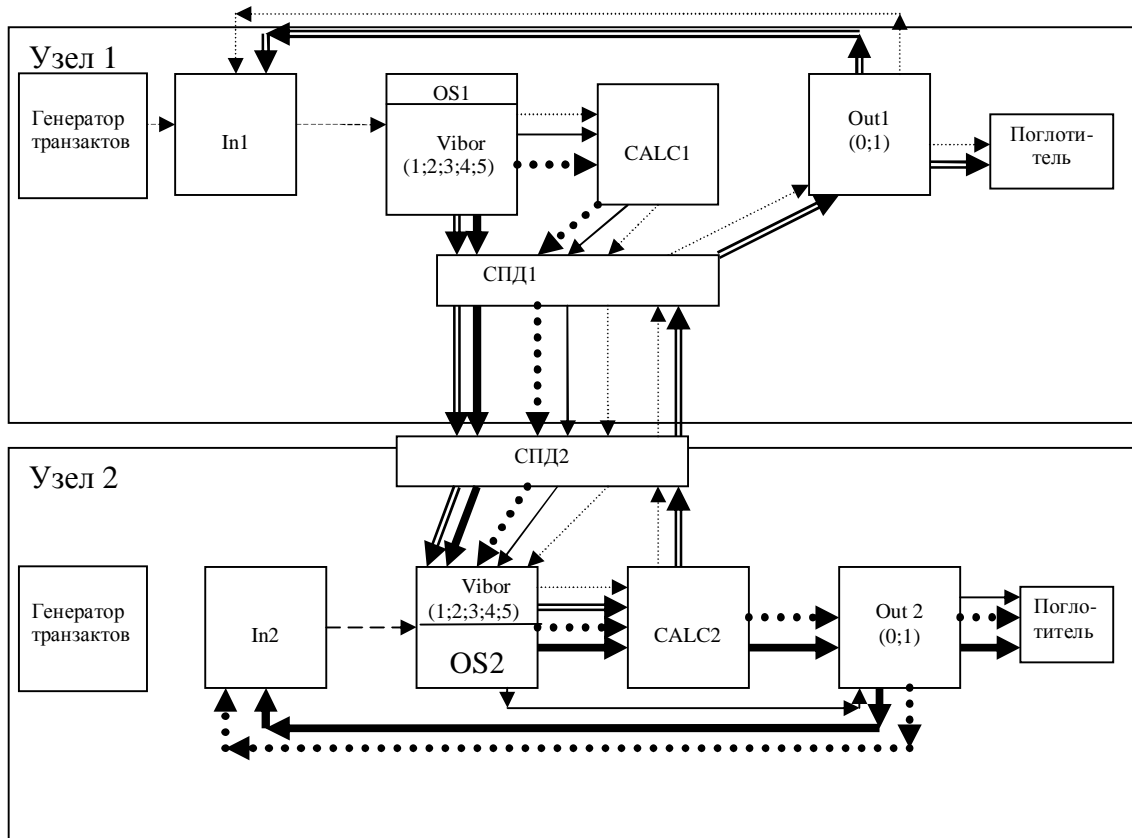 Узел 1
Генератор
транзактов
In1
OS1
Vibor
(1;2;3;4;5)
CALC1
Out1
(0;1)
Поглоти-
тель
СПД1
СПД2
Узел 2
Генератор
транзактов
In2
Vibor
(1;2;3;4;5)
OS2
CALC2
Out 2
(0;1)
Погло-
титель